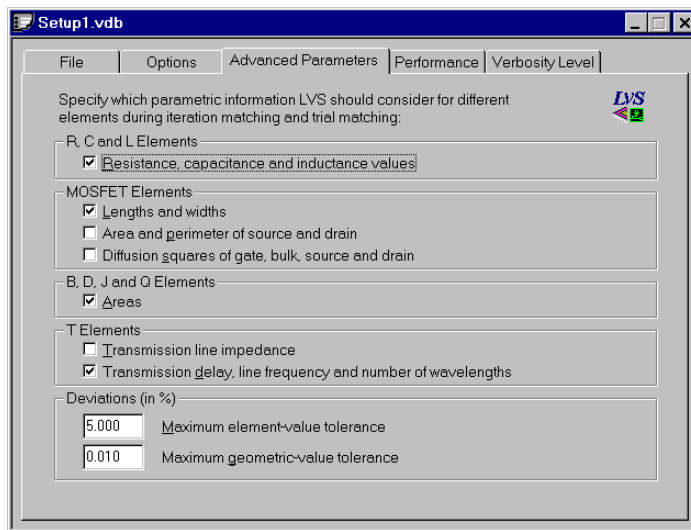 Setup1.vdb
File
Options
Advanced Parameters
Performance
Verbosity Level
Specify which parametric information LVS should consider for different
elements during iteration matching and trial matching:
LVS
R, C and L Elements
Resistance, capacitance and inductance values
MOSFET Elements
Lengths and widths
Area and perimeter of source and drain
Diffusion squares of gate, bulk, source and drain
B, D, J and Q Elements
Areas
T Elements
Transmission line impedance
Transmission delay, line frequency and number of wavelengths
Deviations (in %)
5.000 Maximum element-value tolerance
0.010 Maximum geometric-value tolerance